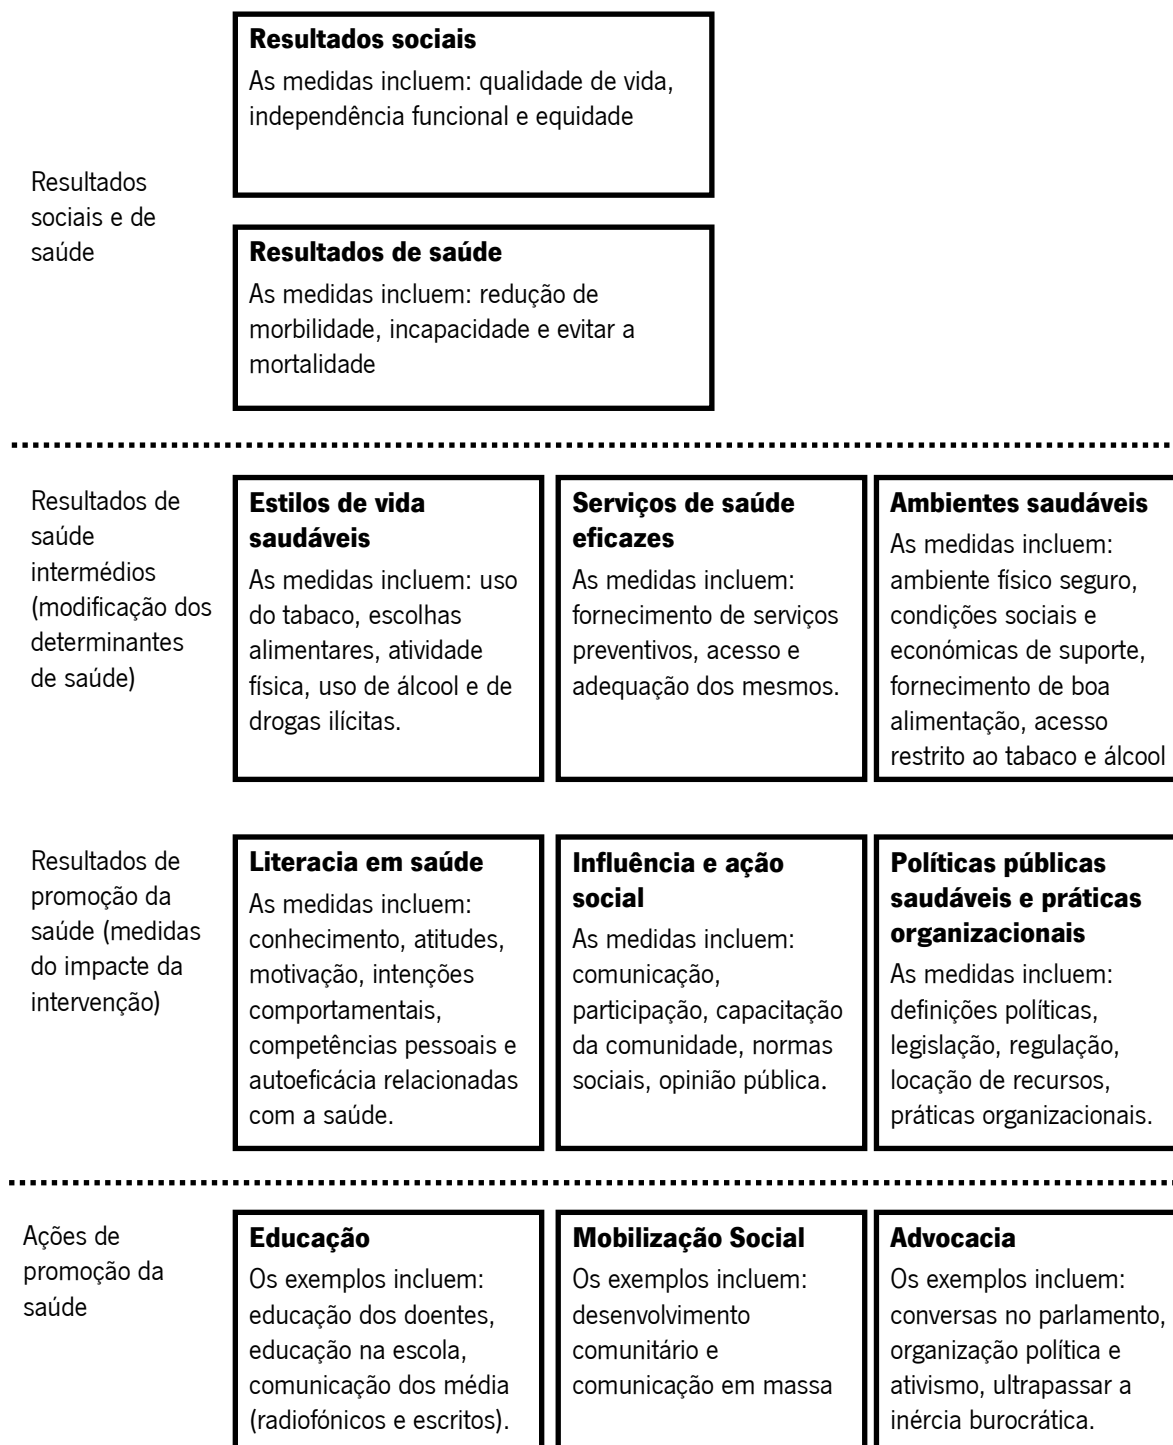 Resultados sociais
As medidas incluem: qualidade de vida,
independência funcional e equidade
Resultados
sociais e de
saúde
Resultados de saúde
As medidas incluem: redução de
morbilidade, incapacidade e evitar a
mortalidade
Resultados de
saúde
intermédios
(modificação dos
determinantes
de saúde)
Estilos de vida
saudáveis
As medidas incluem: uso
do tabaco, escolhas
alimentares, atividade
física, uso de álcool e de
drogas ilícitas.
Serviços de saúde
eficazes
As medidas incluem:
fornecimento de serviços
preventivos, acesso e
adequação dos mesmos.
Ambientes saudáveis
As medidas incluem:
ambiente físico seguro,
condições sociais e
económicas de suporte,
fornecimento de boa
alimentação, acesso
restrito ao tabaco e álcool
Resultados de
promoção da
saúde (medidas
do impacte da
intervenção)
Literacia em saúde
As medidas incluem:
conhecimento, atitudes,
motivação, intenções
comportamentais,
competências pessoais e
autoeficácia relacionadas
com a saúde.
Influência e ação
social
As medidas incluem:
comunicação,
participação, capacitação
da comunidade, normas
sociais, opinião pública.
Políticas públicas
saudáveis e práticas
organizacionais
As medidas incluem:
definições políticas,
legislação, regulação,
locação de recursos,
práticas organizacionais.
Ações de
promoção da
saúde
Educação
Os exemplos incluem:
educação dos doentes,
educação na escola,
comunicação dos média
(radiofónicos e escritos).
Mobilização Social
Os exemplos incluem:
desenvolvimento
comunitário e
comunicação em massa
Advocacia
Os exemplos incluem:
conversas no parlamento,
organização política e
ativismo, ultrapassar a
inércia burocrática.